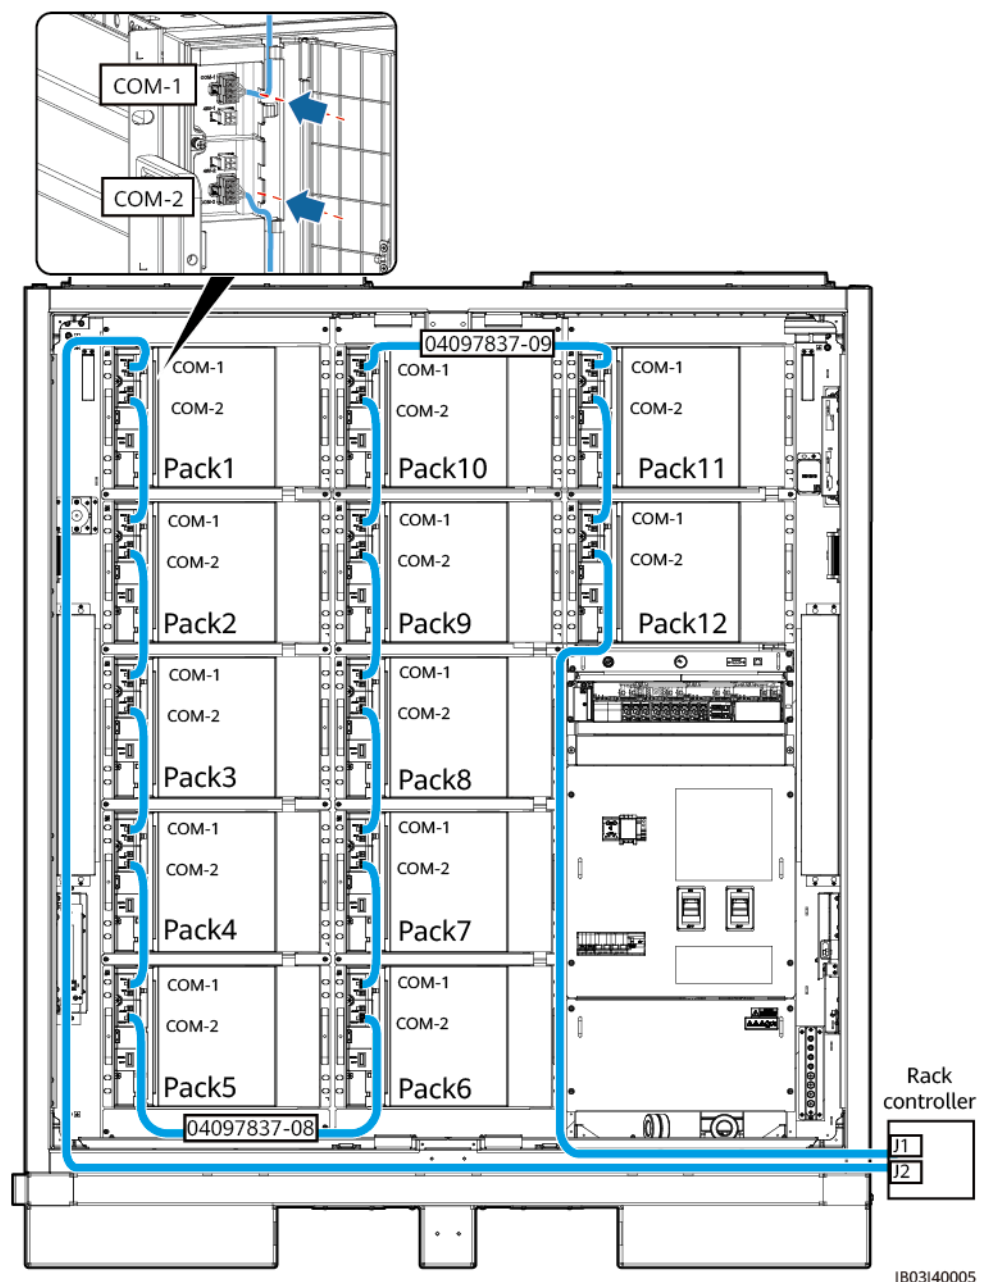 COM-1
COM-2
04097837-09
COM-1
COM-2
Pack1
COM-1
COM-2
Pack10
COM-1
COM-2
Pack11
COM-1
COM-2
Pack2
COM-1
COM-2
Pack9
COM-1
COM-2
Pack12
COM-1
COM-2
Pack3
COM-1
COM-2
Pack8
COM-1
COM-2
Pack4
COM-1
COM-2
Pack7
COM-1
COM-2
Pack5
COM-1
COM-2
Pack6
04097837-08
Rack
controller
J1
J2
IB03J40005